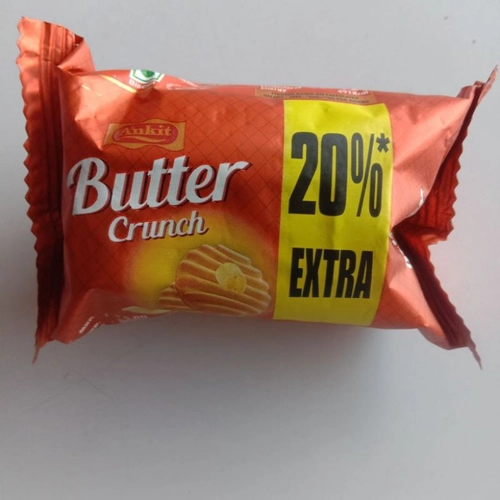 Ankit
Butter
Crunch
20%*
EXTRA